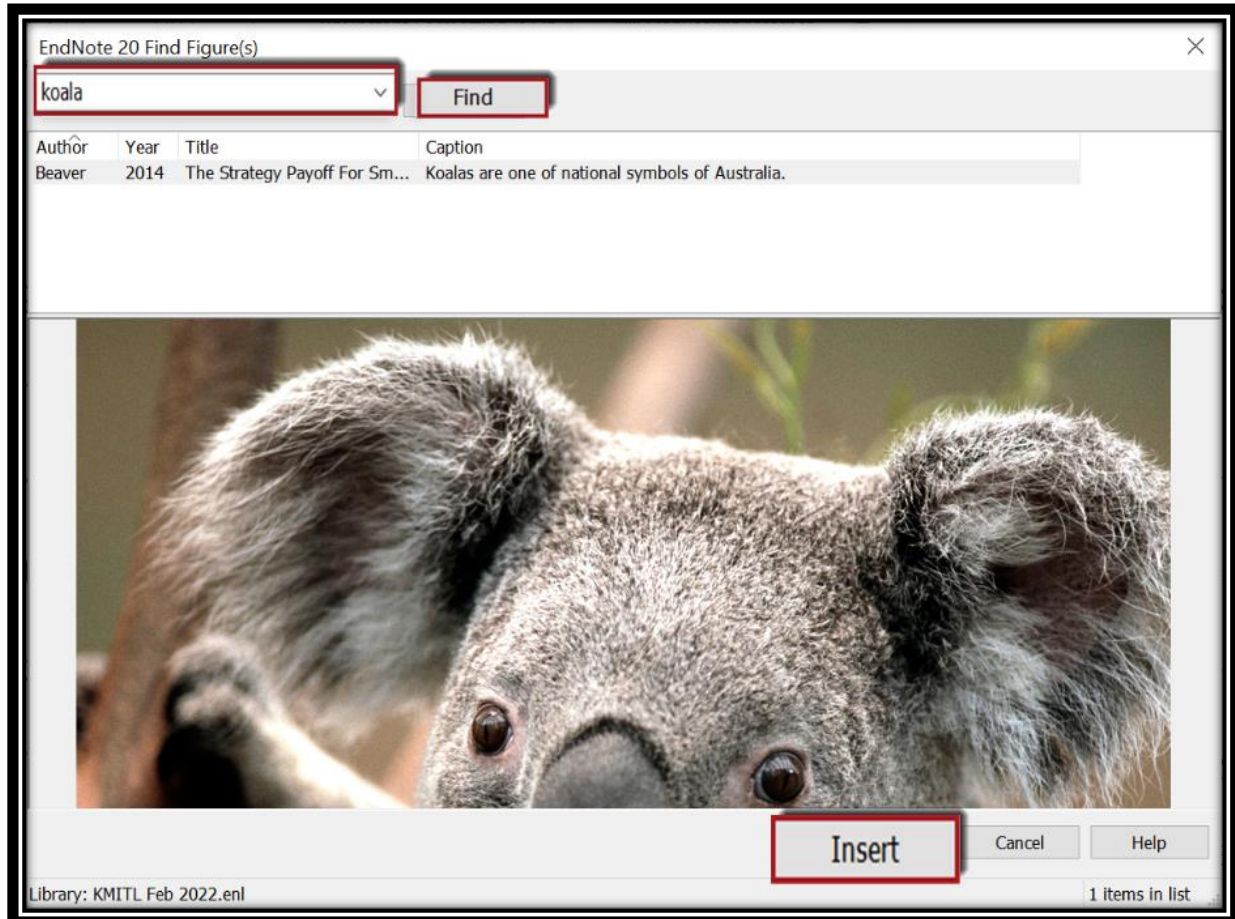 EndNote 20 Find Figure(s)
koala Find
Author Year Title Caption
Beaver 2014 The Strategy Payoff For Sm... Koalas are one of national symbols of Australia.
Insert Cancel Help
Library: KMITL Feb 2022.enl 1 items in list